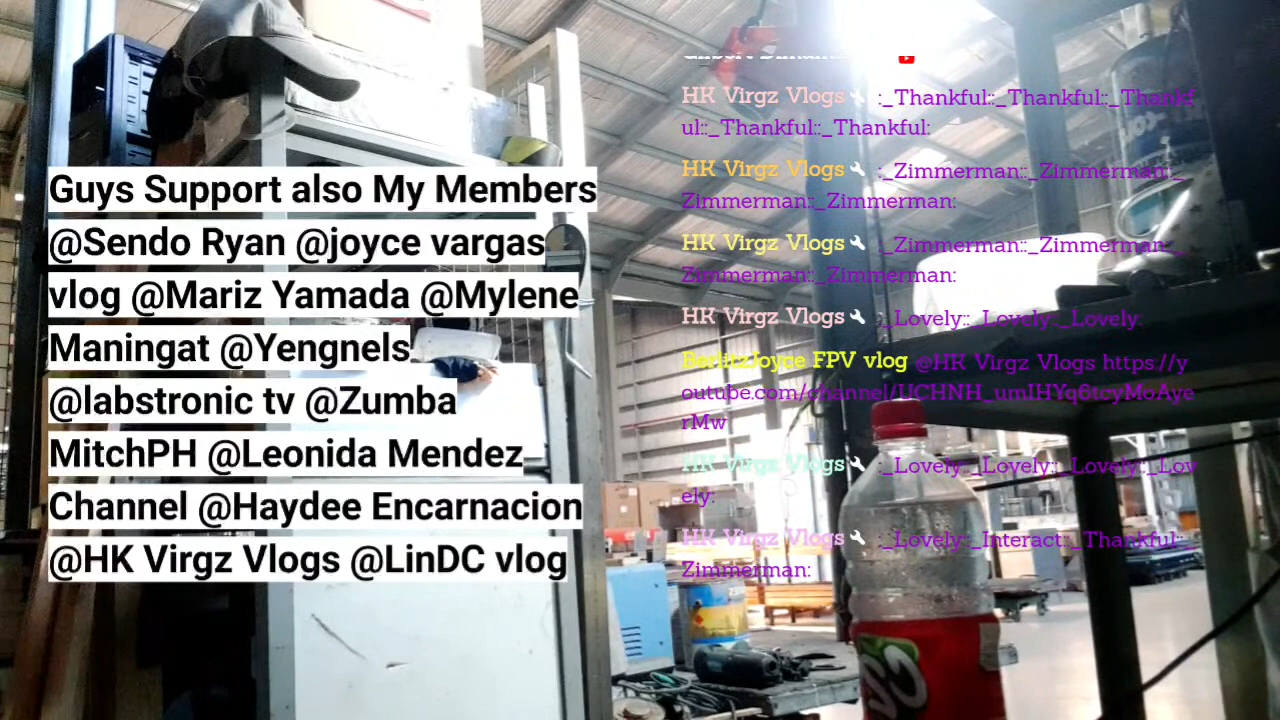 Guys Support also My Members
@Sendo Ryan @joyce vargas
vlog @Mariz Yamada @Mylene
Maningat @Yengnels
@labstronic tv @Zumba
MitchPH @Leonida Mendez
Channel @Haydee Encarnacion
@HK Virgz Vlogs @LinDC vlog
HK Virgz Vlogs :_Thankful::_Thankful::_Thankf
ul::_Thankful::_Thankful:
HK Virgz Vlogs :_Zimmerman::_Zimmerman::_
Zimmerman::_Zimmerman:
HK Virgz Vlogs :_Zimmerman::_Zimmerman::_
Zimmerman::_Zimmerman:
HK Virgz Vlogs :_Lovely::_Lovely::_Lovely:
BerlitzJoyce FPV vlog @HK Virgz Vlogs https://y
outube.com/channel/UCHNH_umIHYq6tcyMoAye
rMw
HK Virgz Vlogs :_Lovely::_Lovely::_Lovely::_Lov
ely:
HK Virgz Vlogs :_Lovely::_Interact::_Thankful::_
Zimmerman: